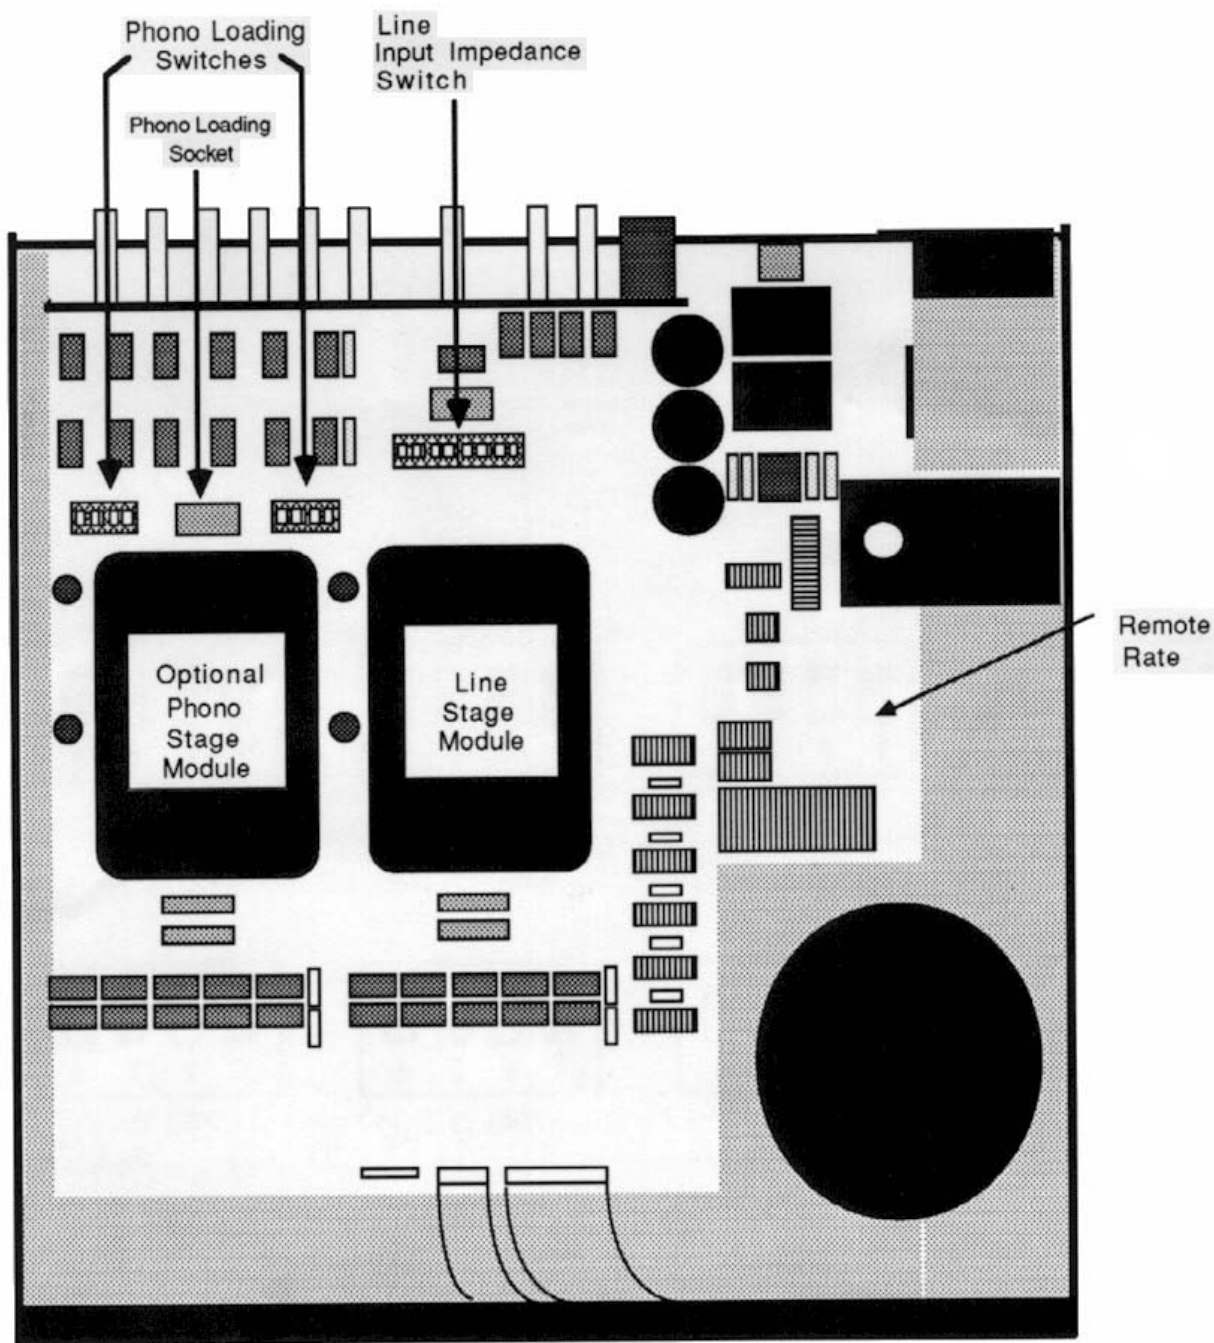 Phono Loading
Switches
Line
Input Impedance
Switch
Phono Loading
Socket
Remote
Rate
Optional
Phono
Stage
Module
Line
Stage
Module